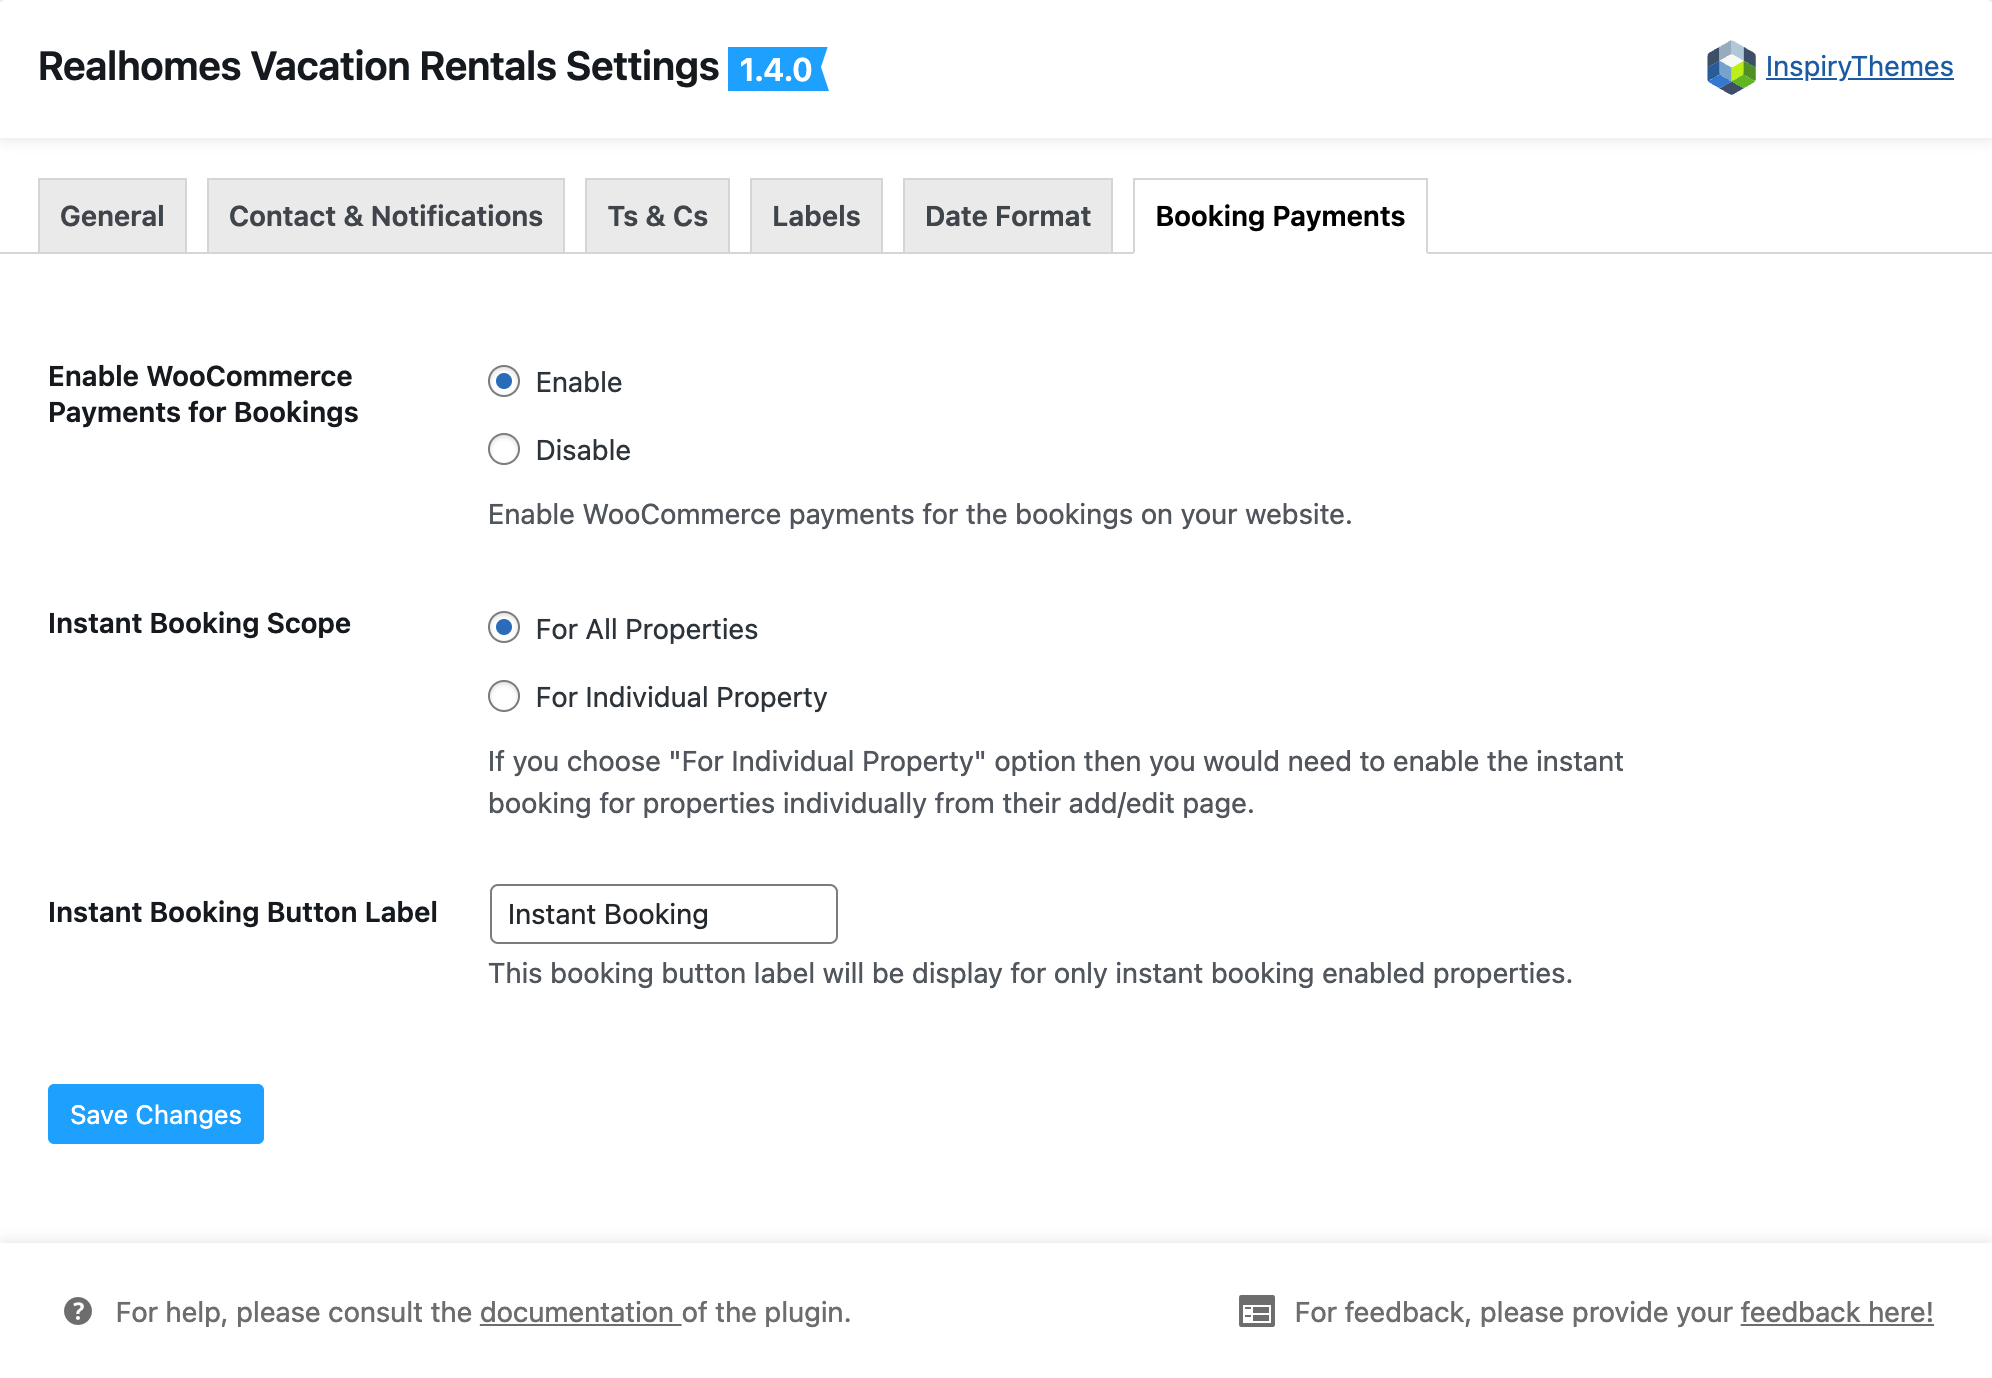 Realhomes Vacation Rentals Settings 1.4.0
InspiryThemes
General
Contact & Notifications
Ts & Cs
Labels
Date Format
Booking Payments
Enable WooCommerce
Payments for Bookings
Enable
Disable
Enable WooCommerce payments for the bookings on your website.
Instant Booking Scope
For All Properties
For Individual Property
If you choose "For Individual Property" option then you would need to enable the instant
booking for properties individually from their add/edit page.
Instant Booking Button Label
Instant Booking
This booking button label will be display for only instant booking enabled properties.
Save Changes
For help, please consult the documentation of the plugin.
For feedback, please provide your feedback here!